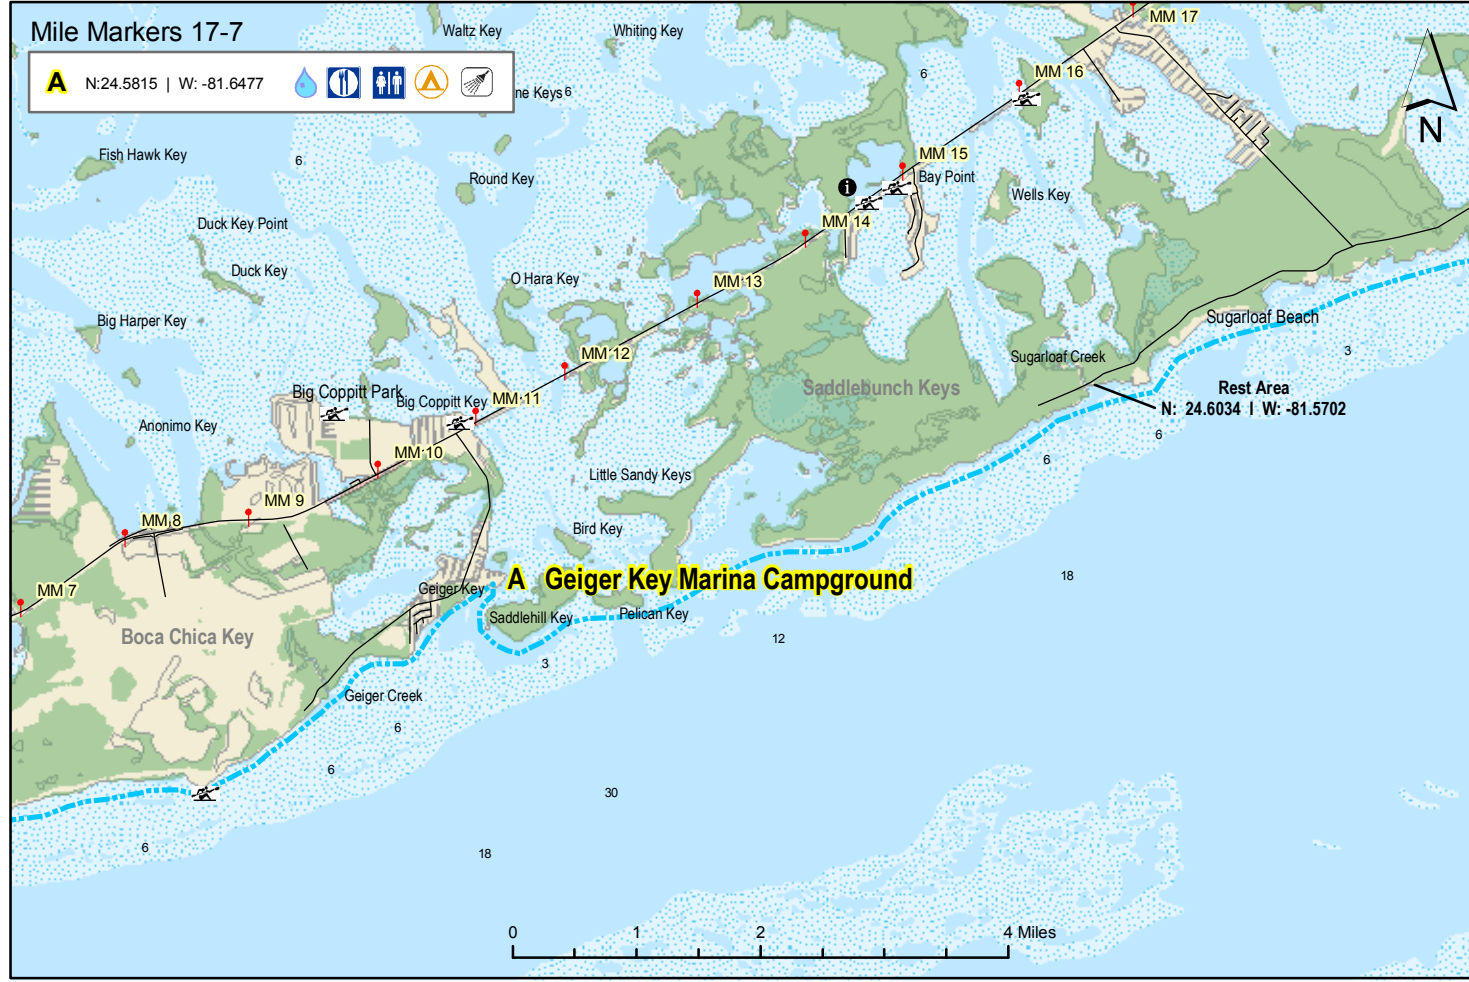 Mile Markers 17-7
A N:24.5815 | W: -81.6477
Waltz Key
Whiting Key
MM 17
6
MM 16
ne Keys 6
N
Fish Hawk Key
6
MM 15
Round Key
Bay Point
i
Wells Key
Duck Key Point
MM 14
Duck Key
O Hara Key
MM 13
Big Harper Key
Sugarloaf Beach
MM 12
3
Sugarloaf Creek
Saddlebunch Keys
Rest Area
N: 24.6034 | W: -81.5702
Big Coppitt Park
Big Coppitt Key
MM 11
Anonimo Key
6
MM 10
6
Little Sandy Keys
MM 9
MM 8
Bird Key
18
A Geiger Key Marina Campground
MM 7
Geiger Key
Saddlehill Key
Pelican Key
Boca Chica Key
12
3
Geiger Creek
6
6
30
6
18
0 1 2 4 Miles